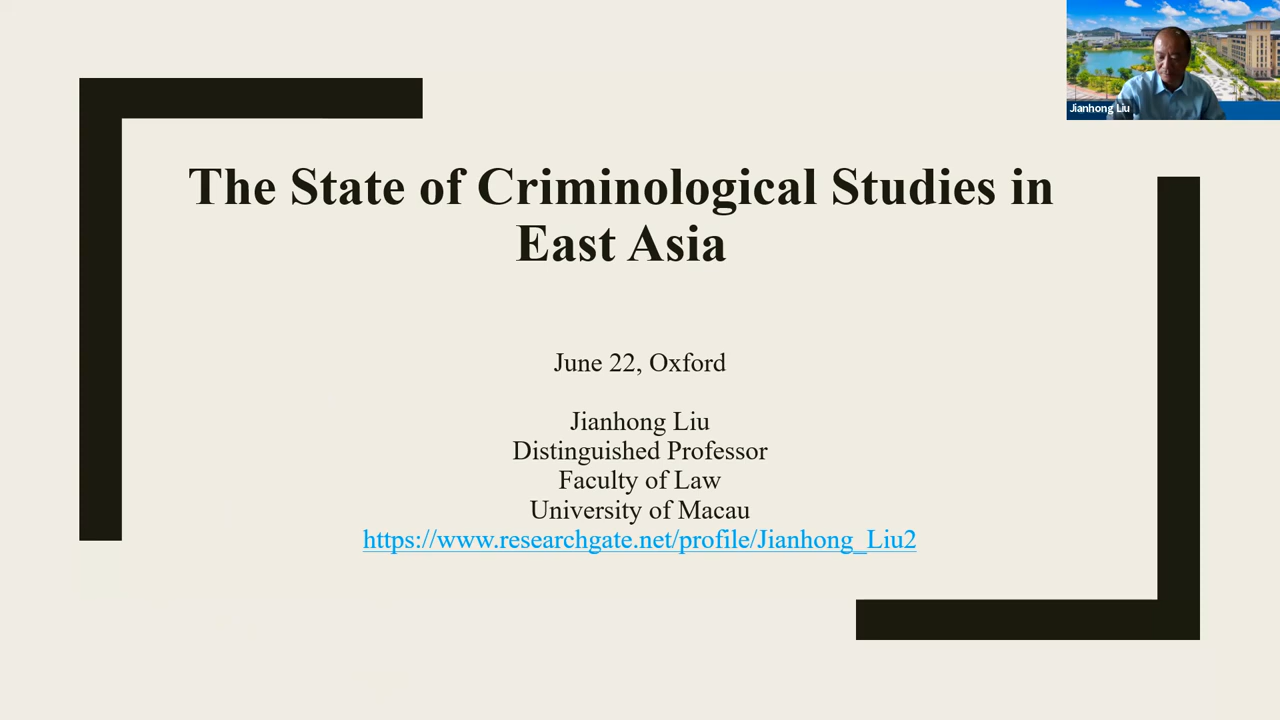 Jianhong Liu
The State of Criminological Studies in
East Asia
June 22, Oxford
Jianhong Liu
Distinguished Professor
Faculty of Law
University of Macau
https://www.researchgate.net/profile/Jianhong_Liu2